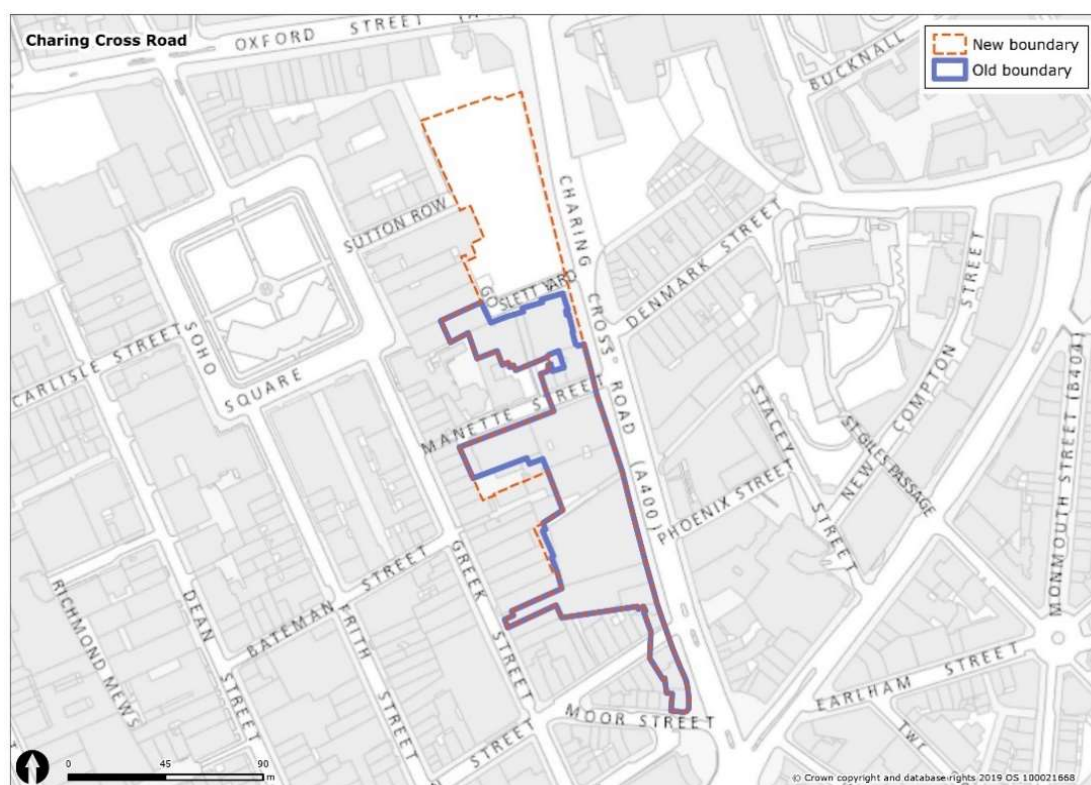 Charing Cross Road
OXFORD STREET
New boundary
Old boundary
BUCKNALL
CHARING CROSS ROAD (A400)
SUTTON ROW
DENMARK STREET
GOSLETT YARD
SOHO SQUARE
CARLISLE STREET
MANETTE STREET
STACEY STREET
ST GILES PASSAGE
NEW COMPTON STREET
PHOENIX STREET
MONMOUTH STREET (B404)
GREEK STREET
BATEMAN STREET
FRITH STREET
DEAN STREET
RICHMOND MEWS
EARLHAM STREET
MOOR STREET
STREET
0 45 90
m
© Crown copyright and database rights 2019 OS 100021668